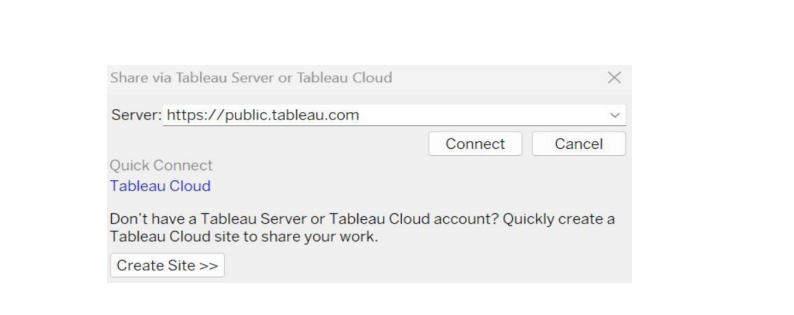 Share via Tableau Server or Tableau Cloud
Server: https://public.tableau.com
Connect Cancel
Quick Connect
Tableau Cloud
Don't have a Tableau Server or Tableau Cloud account? Quickly create a
Tableau Cloud site to share your work.
Create Site >>